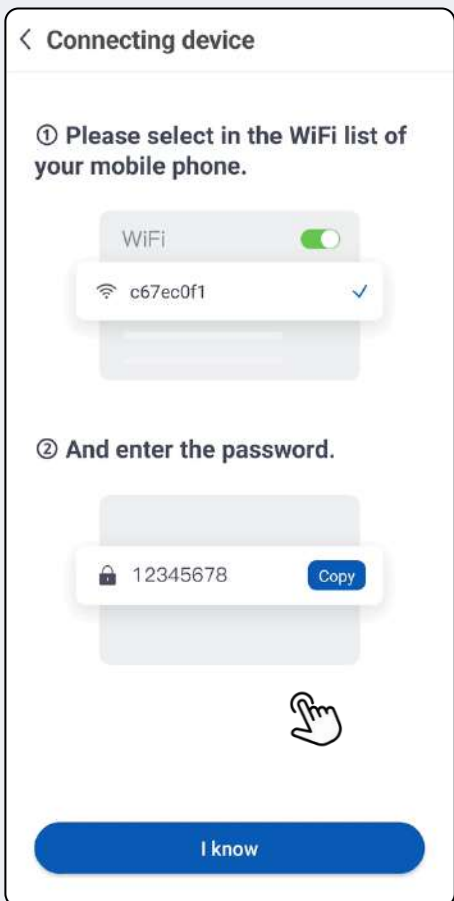 Connecting device
① Please select in the WiFi list of
your mobile phone.
WiFi
c67ec0f1
② And enter the password.
12345678
Copy
I know